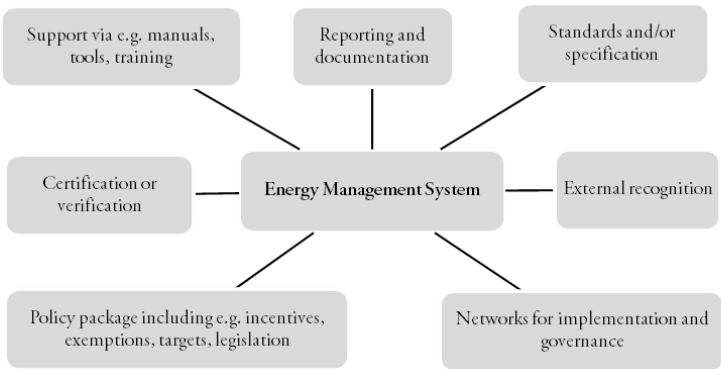 Support via e.g. manuals,
tools, training
Reporting and
documentation
Standards and/or
specification
Certification or
verification
Energy Management System
External recognition
Policy package including e.g. incentives,
exemptions, targets, legislation
Networks for implementation and
governance